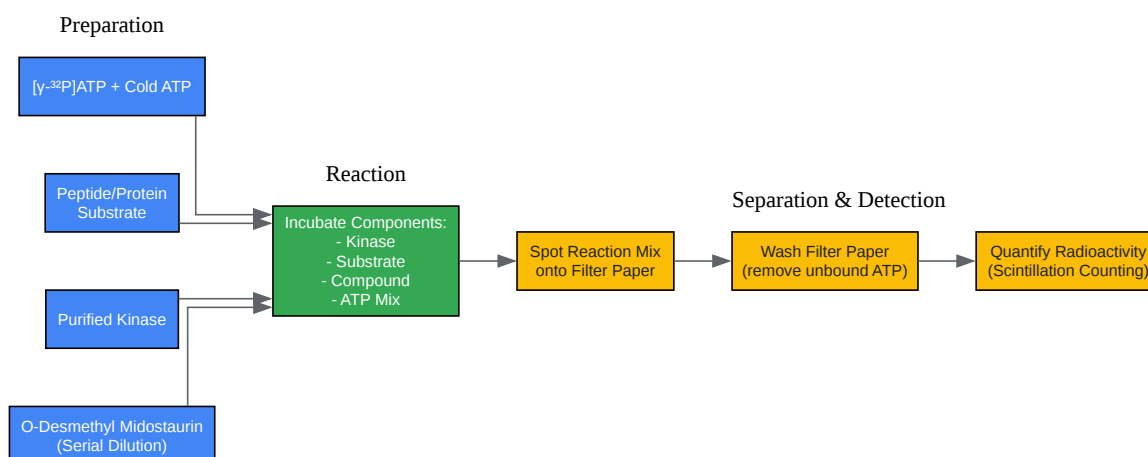 Preparation
[γ-³²P]ATP + Cold ATP
Peptide/Protein
Substrate
Purified Kinase
O-Desmethyl Midostaurin
(Serial Dilution)
Reaction
Incubate Components:
- Kinase
- Substrate
- Compound
- ATP Mix
Spot Reaction Mix
onto Filter Paper
Separation & Detection
Wash Filter Paper
(remove unbound ATP)
Quantify Radioactivity
(Scintillation Counting)